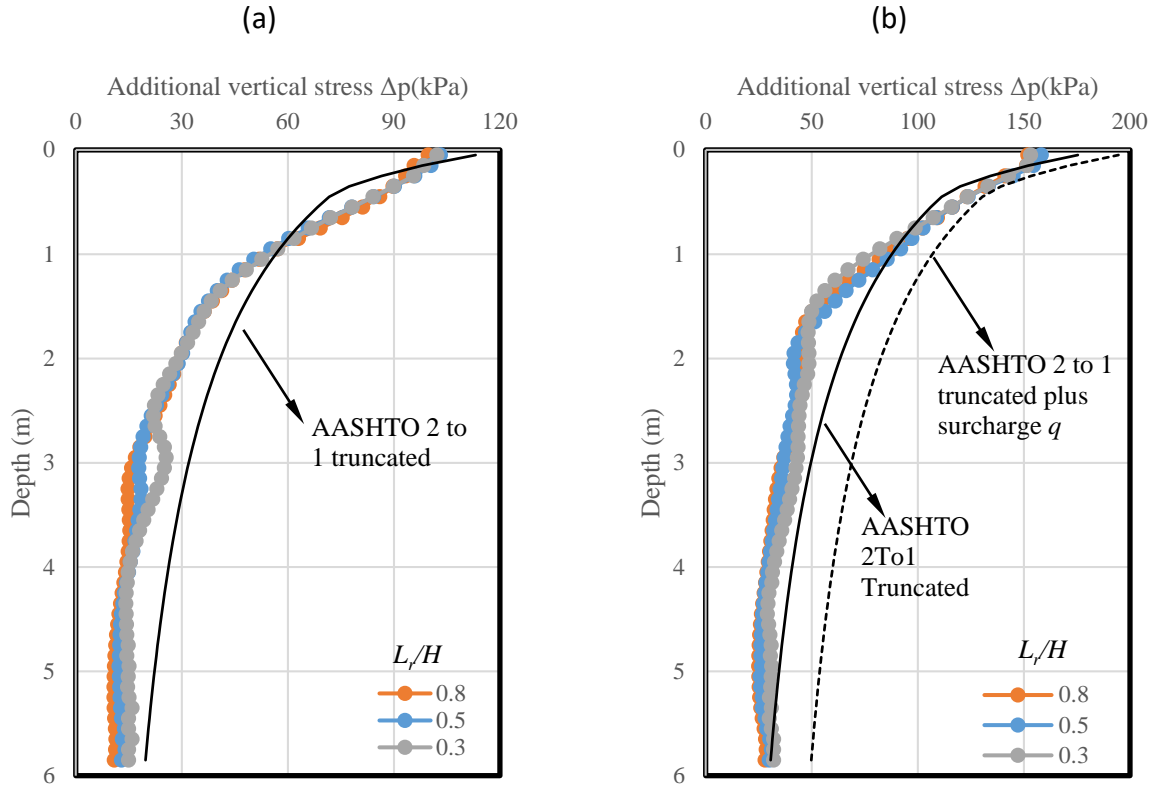 (a)
Additional vertical stress Δp(kPa)
0 30 60 90 120
0
1
2
3
4
5
6
Depth (m)
AASHTO 2 to
1 truncated
Lr/H
0.8
0.5
0.3
(b)
Additional vertical stress Δp(kPa)
0 50 100 150 200
0
1
2
3
4
5
6
Depth (m)
AASHTO 2 to 1
truncated plus
surcharge q
AASHTO
2To1
Truncated
Lr/H
0.8
0.5
0.3